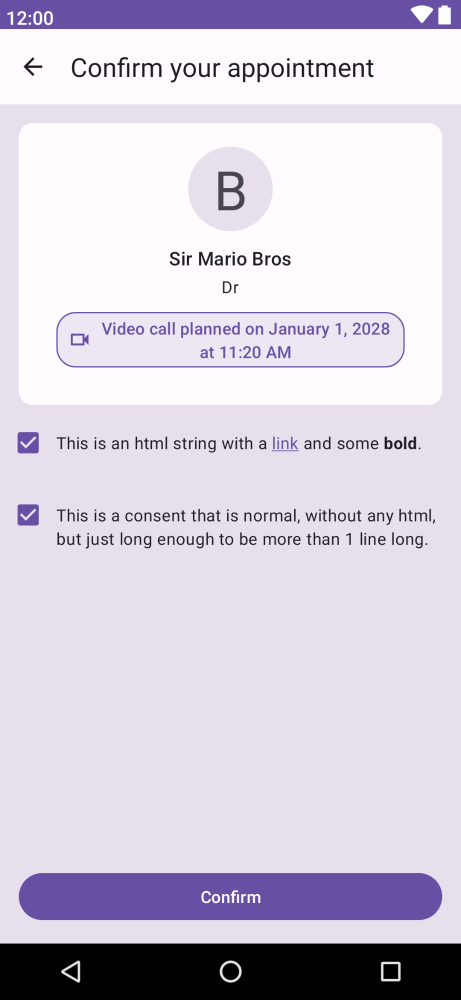 12:00
Confirm your appointment
B
Sir Mario Bros
Dr
Video call planned on January 1, 2028
at 11:20 AM
This is an html string with a link and some bold.
This is a consent that is normal, without any html,
but just long enough to be more than 1 line long.
Confirm